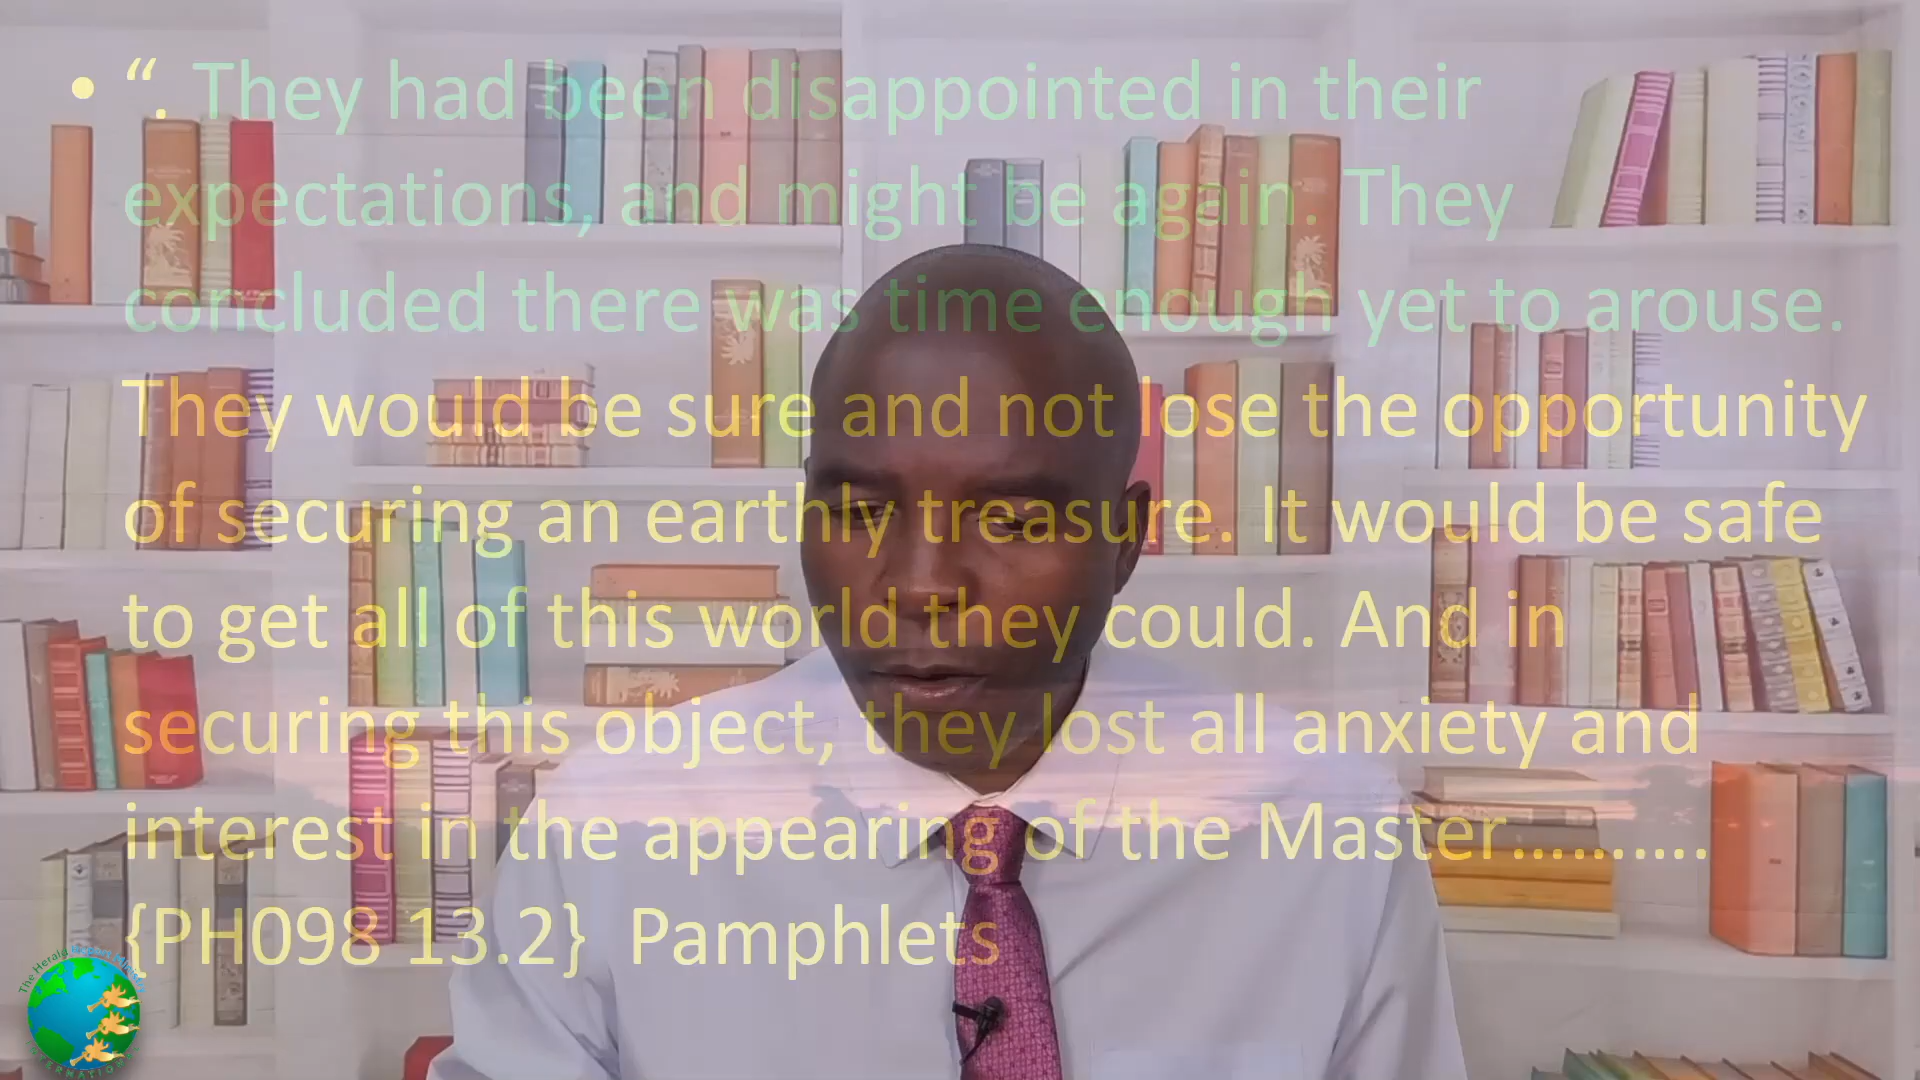 • “. They had been disappointed in their
expectations, and might be again. They
concluded there was time enough yet to arouse.
They would be sure and not lose the opportunity
of securing an earthly treasure. It would be safe
to get all of this world they could. And in
securing this object, they lost all anxiety and
interest in the appearing of the Master……….
{PH098 13.2}  Pamphlets
The Herald
INTERNATIONAL